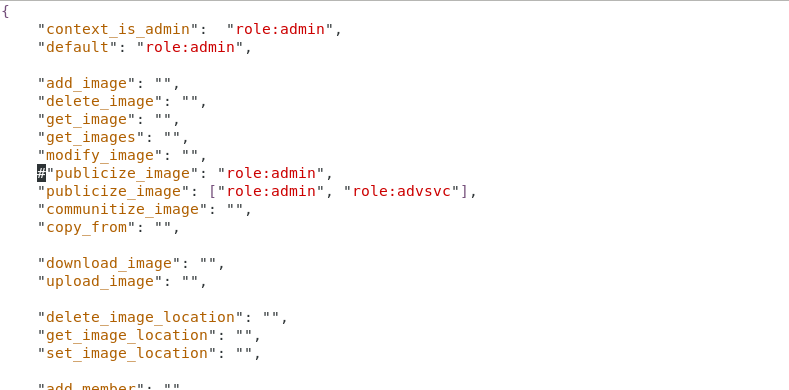 {
    "context_is_admin":  "role:admin",
    "default": "role:admin",

    "add_image": "",
    "delete_image": "",
    "get_image": "",
    "get_images": "",
    "modify_image": "",
    #"publicize_image": "role:admin",
    "publicize_image": ["role:admin", "role:advsvc"],
    "communitize_image": "",
    "copy_from": "",

    "download_image": "",
    "upload_image": "",

    "delete_image_location": "",
    "get_image_location": "",
    "set_image_location": "",

    "add_member": ""